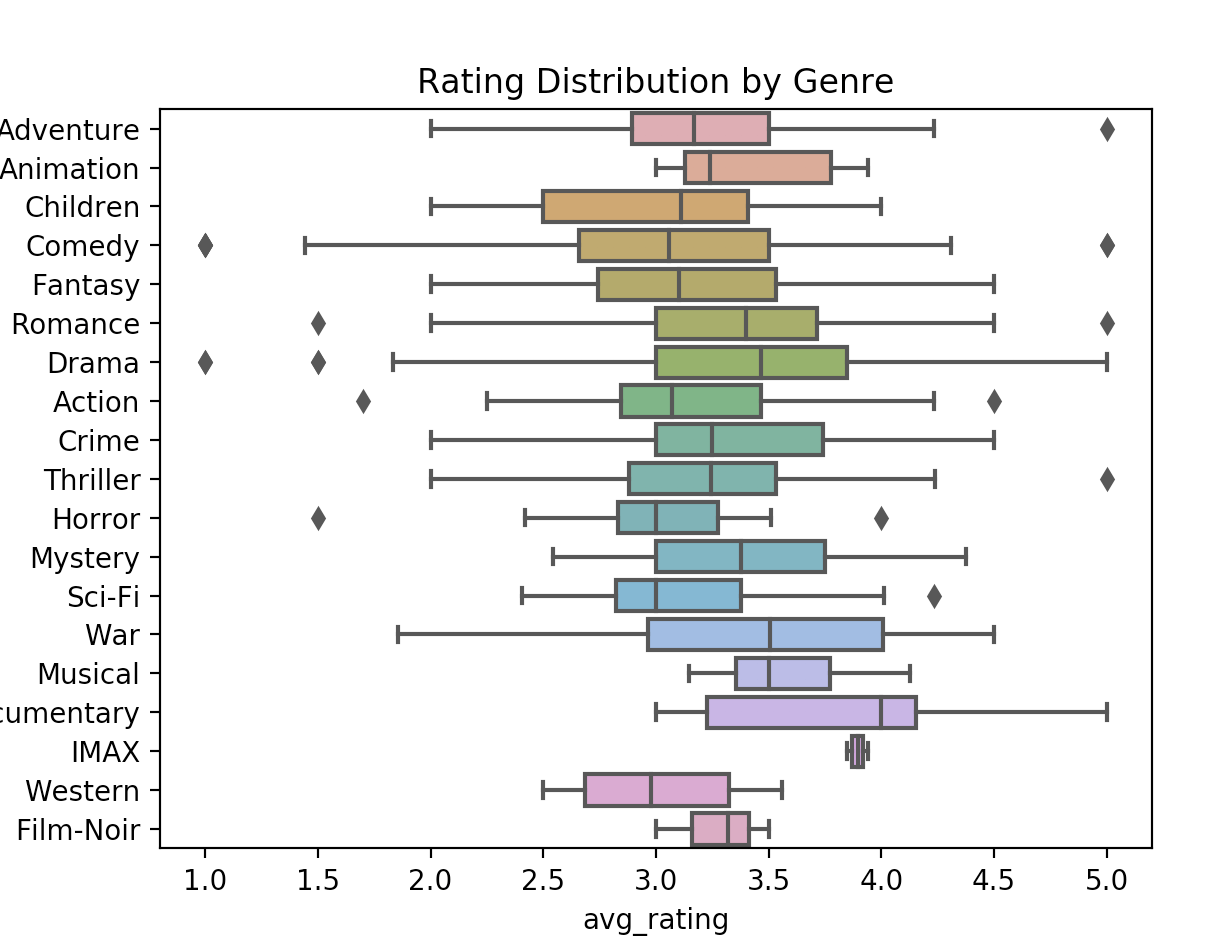 Rating Distribution by Genre
Adventure
Animation
Children
Comedy
Fantasy
Romance
Drama
Action
Crime
Thriller
Horror
Mystery
Sci-Fi
War
Musical
cumentary
IMAX
Western
Film-Noir
1.0 1.5 2.0 2.5 3.0 3.5 4.0 4.5 5.0
avg_rating